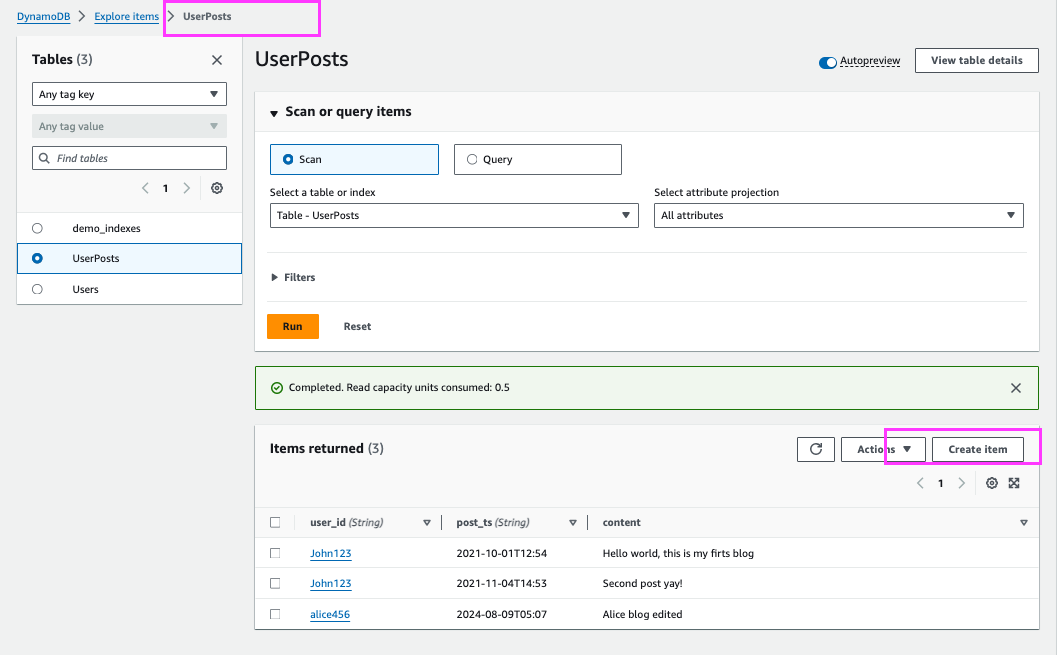 DynamoDB > Explore items > UserPosts
Tables (3)
Any tag key
Any tag value
Find tables
1
demo_indexes
UserPosts
Users
UserPosts
Autopreview
View table details
Scan or query items
Scan
Query
Select a table or index
Select attribute projection
Table - UserPosts
All attributes
Filters
Run
Reset
Completed. Read capacity units consumed: 0.5
Items returned (3)
Actions
Create item
1
user_id (String) post_ts (String) content
John123 2021-10-01T12:54 Hello world, this is my firts blog
John123 2021-11-04T14:53 Second post yay!
alice456 2024-08-09T05:07 Alice blog edited